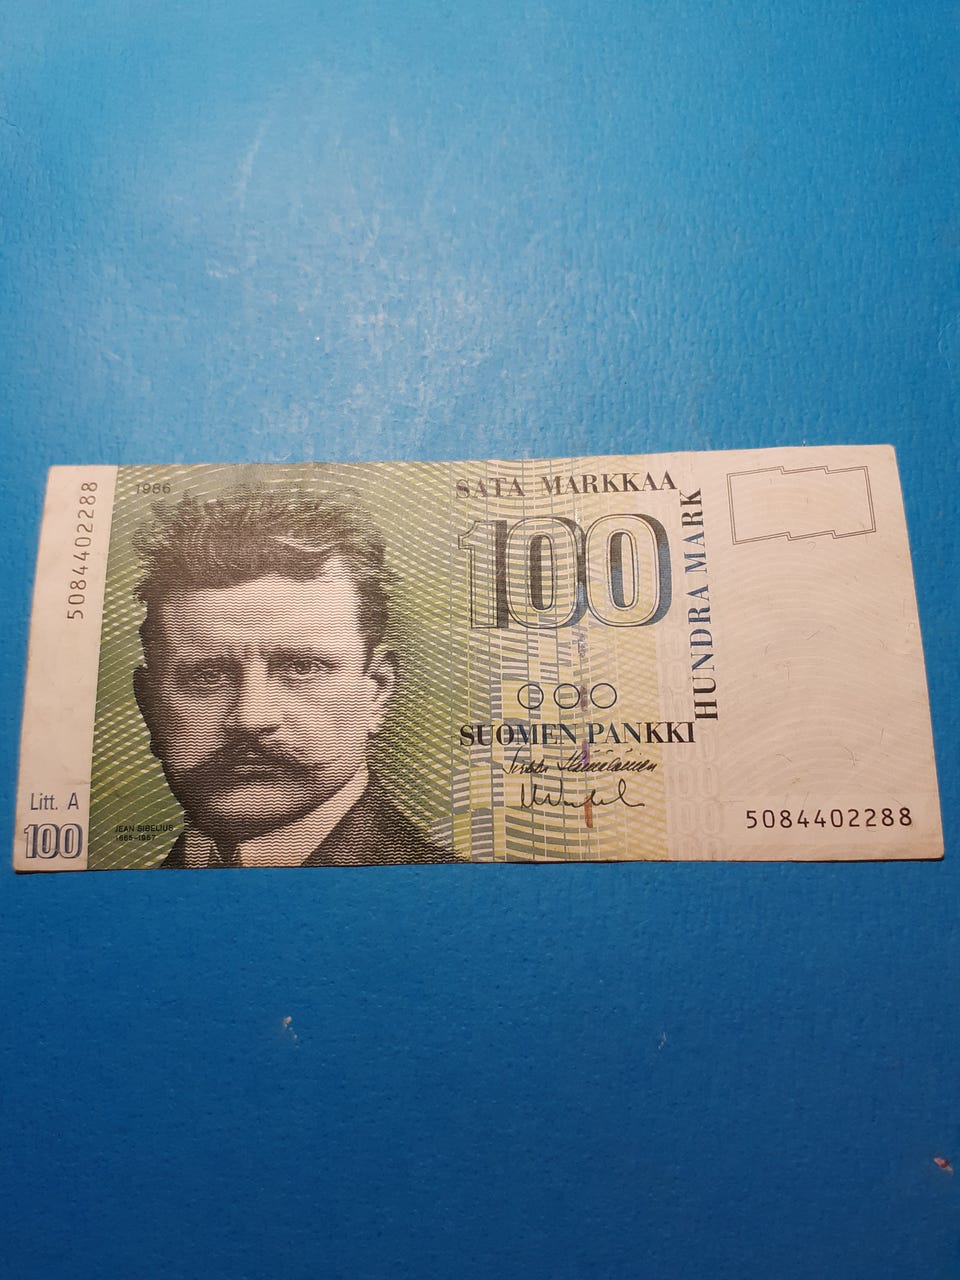 5084402288
1986
SATA MARKKAA
100
HUNDRA MARK
SUOMEN PANKKI
Litt. A
100
JEAN SIBELIUS
1865–1957
5084402288